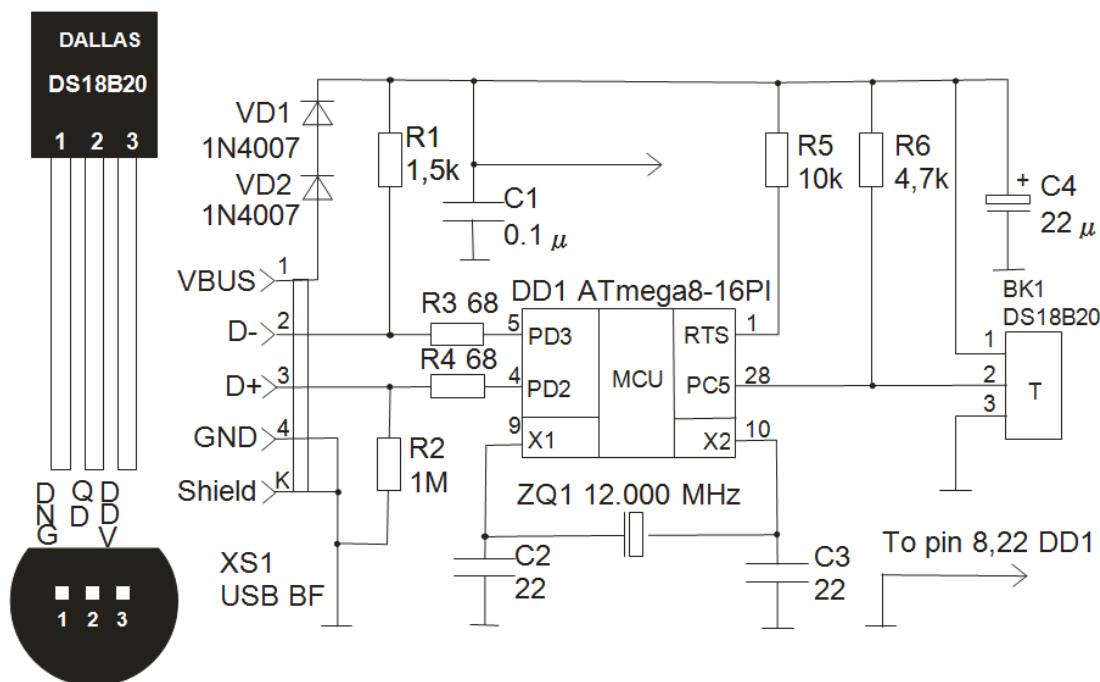 DALLAS
DS18B20
1 2 3
GND
DQ
VDD
1 2 3
VD1
1N4007
VD2
1N4007
R1
1,5k
C1
0.1 μ
R5
10k
R6
4,7k
+
C4
22 μ
VBUS
1
D-
2
D+
3
GND
4
Shield
K
XS1
USB BF
R2
1M
R3 68
R4 68
DD1 ATmega8-16PI
5
PD3
4
PD2
9
X1
MCU
RTS
1
PC5
28
X2
10
ZQ1 12.000 MHz
C2
22
C3
22
BK1
DS18B20
1
2
3
T
To pin 8,22 DD1